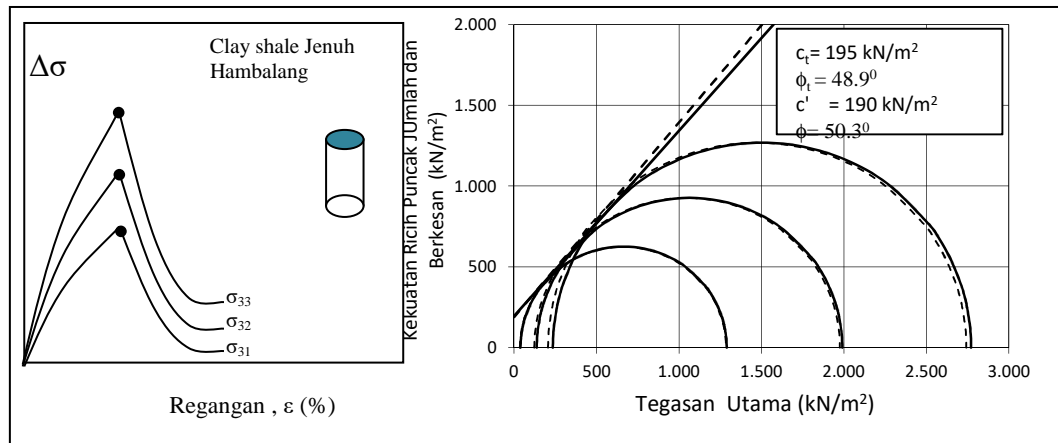 Δσ
Clay shale Jenuh
Hambalang
σ₃₃
σ₃₂
σ₃₁
Regangan , ε (%)
Kekuatan Ricih Puncak JUmlah dan
Berkesan (kN/m²)
2.000
1.500
1.000
500
0
cₜ= 195 kN/m²
ϕₜ = 48.9⁰
c' = 190 kN/m²
ϕ= 50.3⁰
0
500
1.000
1.500
2.000
2.500
3.000
Tegasan Utama (kN/m²)